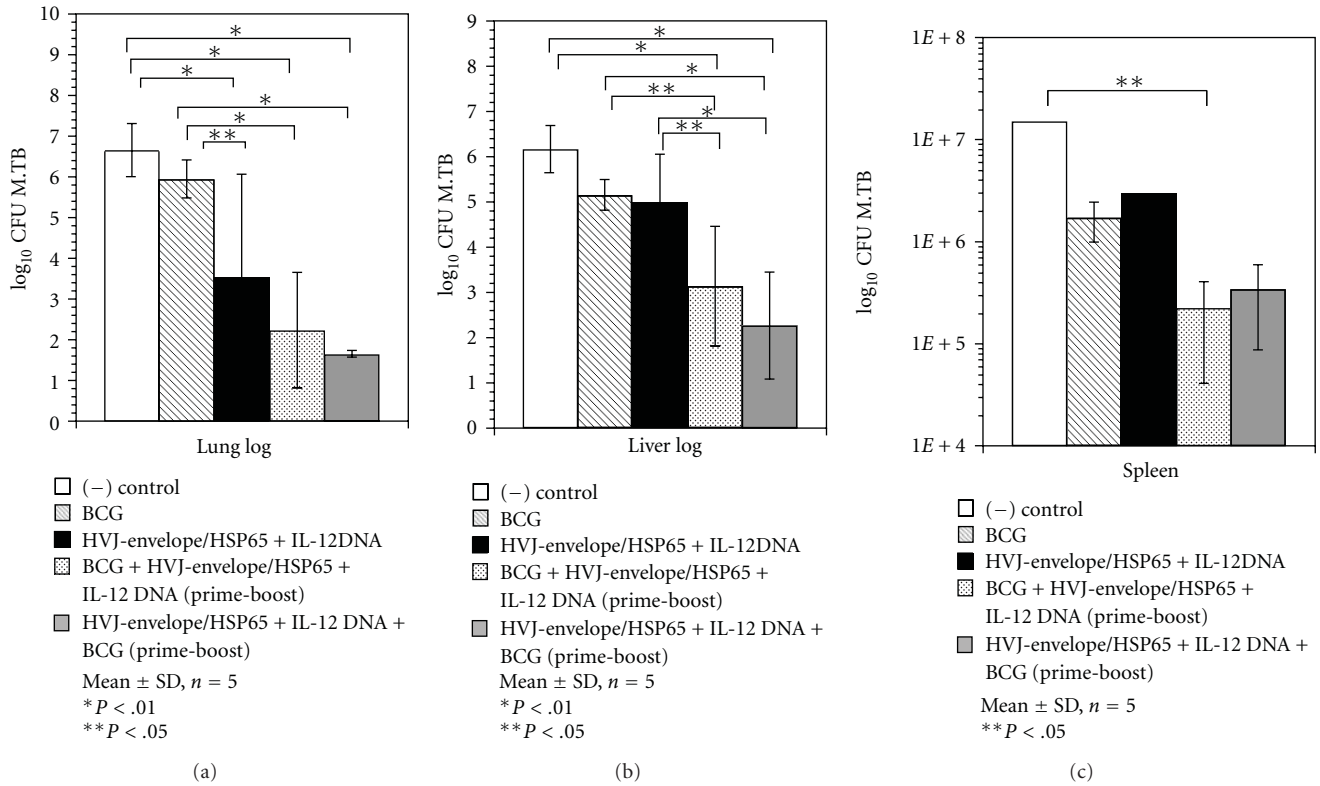 10
9
8
7
6
5
4
3
2
1
0
log10 CFU M.TB
*
*
*
*
*
**
Lung log
(−) control
BCG
HVJ-envelope/HSP65 + IL-12DNA
BCG + HVJ-envelope/HSP65 +
IL-12 DNA (prime-boost)
HVJ-envelope/HSP65 + IL-12 DNA +
BCG (prime-boost)
Mean ± SD, n = 5
*P < .01
**P < .05
(a)
9
8
7
6
5
4
3
2
1
0
log10 CFU M.TB
*
*
*
**
*
**
Liver log
(−) control
BCG
HVJ-envelope/HSP65 + IL-12DNA
BCG + HVJ-envelope/HSP65 +
IL-12 DNA (prime-boost)
HVJ-envelope/HSP65 + IL-12 DNA +
BCG (prime-boost)
Mean ± SD, n = 5
*P < .01
**P < .05
(b)
1E + 8
1E + 7
1E + 6
1E + 5
1E + 4
log10 CFU M.TB
**
Spleen
(−) control
BCG
HVJ-envelope/HSP65 + IL-12DNA
BCG + HVJ-envelope/HSP65 +
IL-12 DNA (prime-boost)
HVJ-envelope/HSP65 + IL-12 DNA +
BCG (prime-boost)
Mean ± SD, n = 5
**P < .05
(c)